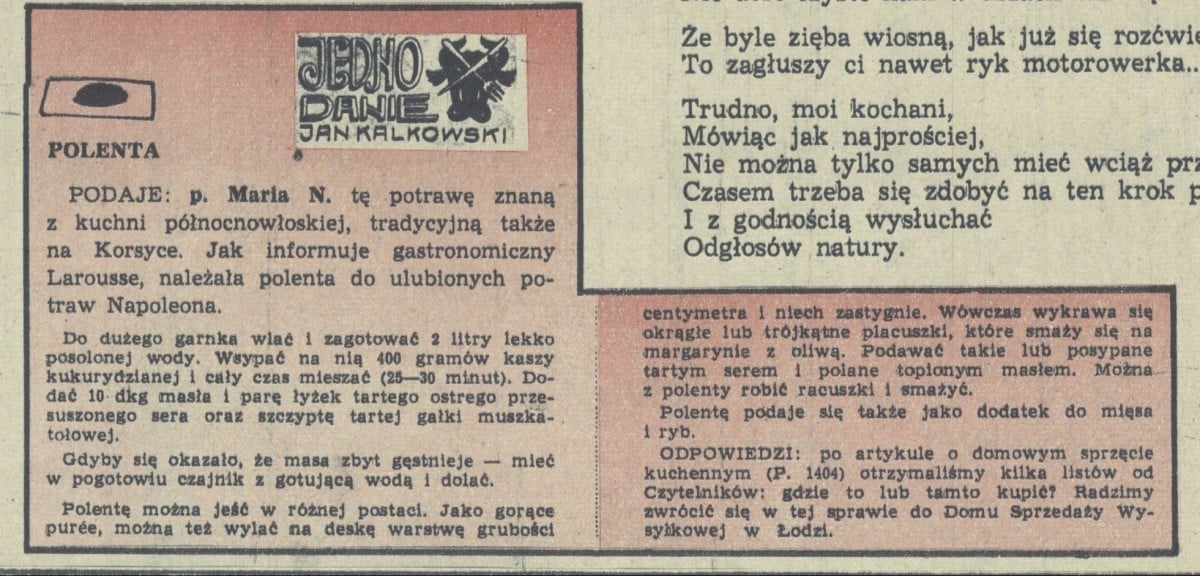 JEDNO
DANIE
JAN KALKOWSKI
POLENTA
PODAJE: p. Maria N. tę potrawę znaną
z kuchni północnowłoskiej, tradycyjną także
na Korsyce. Jak informuje gastronomiczny
Larousse, należała polenta do ulubionych po-
traw Napoleona.
Do dużego garnka wlać i zagotować 2 litry lekko
posolonej wody. Wsypać na nią 400 gramów kaszy
kukurydzianej i cały czas mieszać (25—30 minut). Do-
dać 10 dkg masła i parę łyżek tartego ostrego prze-
suszonego sera oraz szczyptę tartej gałki muszka-
tołowej.
Gdyby się okazało, że masa zbyt gęstnieje — mieć
w pogotowiu czajnik z gotującą wodą i dolać.
Polentę można jeść w różnej postaci. Jako gorące
purée, można też wylać na deskę warstwę grubości
centymetra i niech zastygnie. Wówczas wykrawa się
okrągłe lub trójkątne placuszki, które smaży się na
margarynie z oliwą. Podawać takie lub posypane
tartym serem i polane topionym masłem. Można
z polenty robić racuszki i smażyć.
Polentę podaje się także jako dodatek do mięsa
i ryb.
ODPOWIEDZI: po artykule o domowym sprzęcie
kuchennym (P. 1404) otrzymaliśmy kilka listów od
Czytelników: gdzie to lub tamto kupić? Radzimy
zwrócić się w tej sprawie do Domu Sprzedaży Wy-
syłkowej w Łodzi.
Że byle zięba wiosną, jak już się rozćwie
To zagłuszy ci nawet ryk motorowerka..
Trudno, moi kochani,
Mówiąc jak najprościej,
Nie można tylko samych mieć wciąż prz
Czasem trzeba się zdobyć na ten krok p
I z godnością wysłuchać
Odgłosów natury.